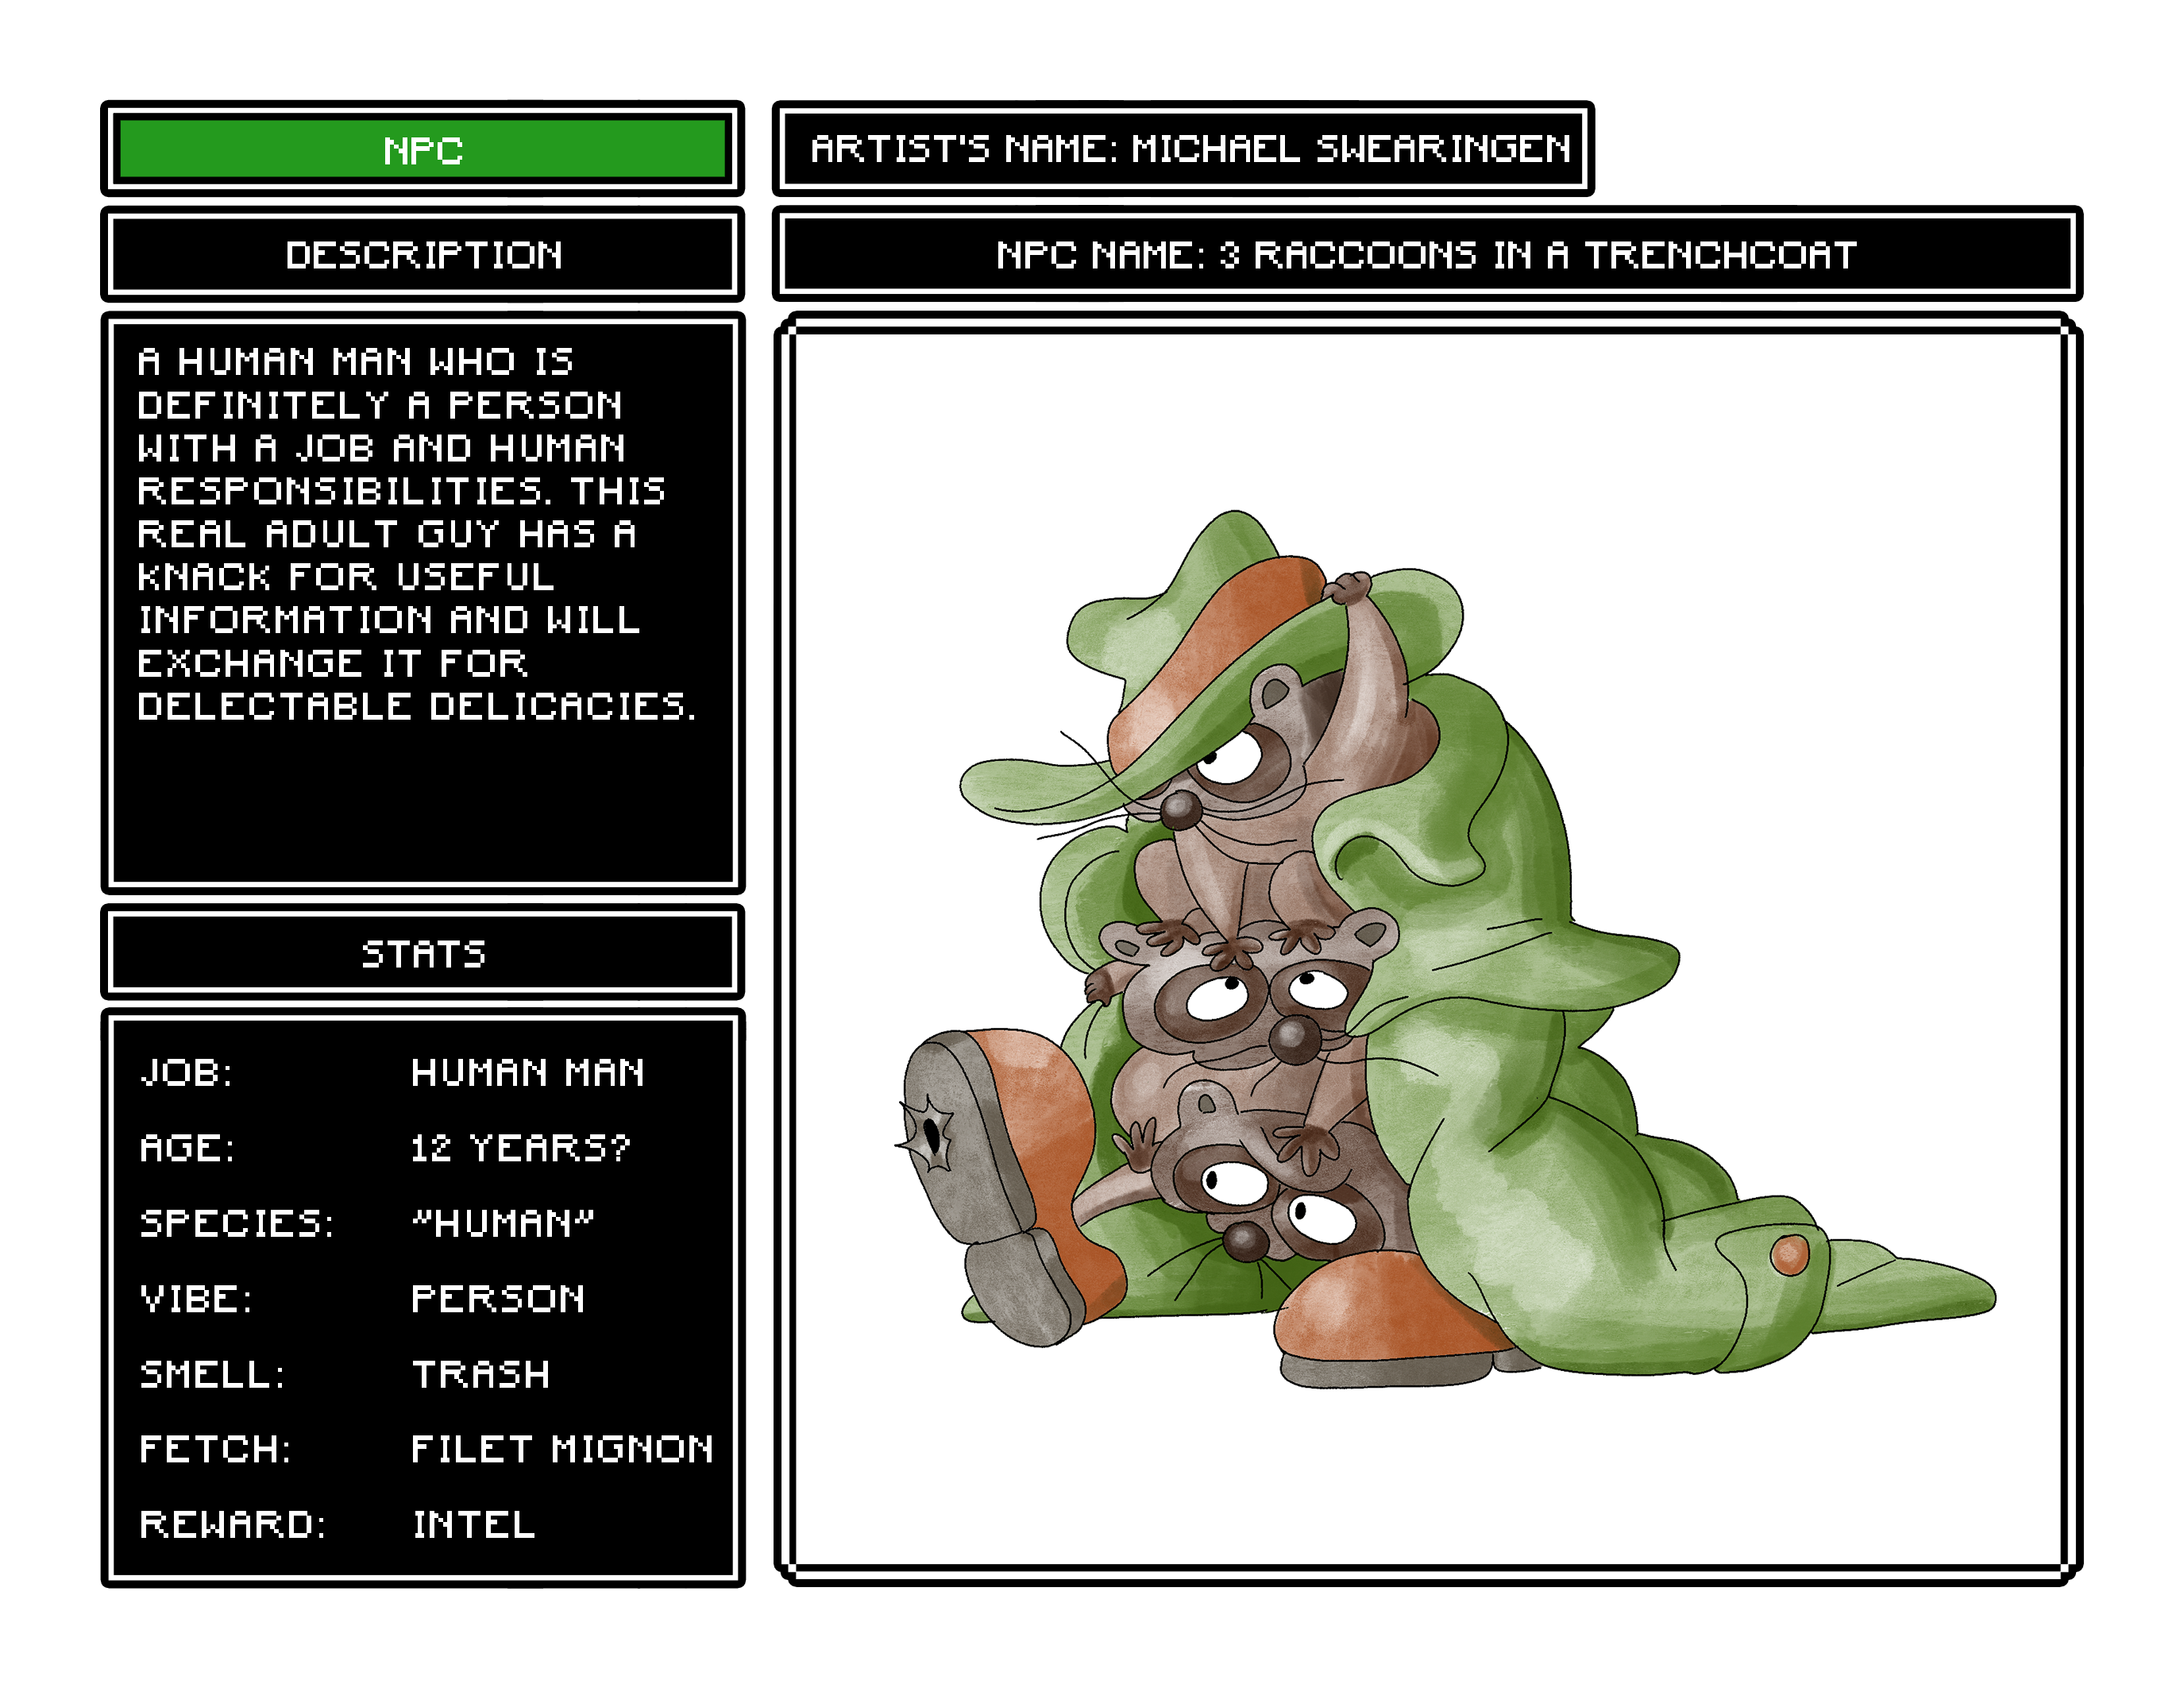 NPC
ARTIST'S NAME: MICHAEL SWEARINGEN
DESCRIPTION
NPC NAME: 3 RACCOONS IN A TRENCHCOAT
A HUMAN MAN WHO IS
DEFINITELY A PERSON
WITH A JOB AND HUMAN
RESPONSIBILITIES. THIS
REAL ADULT GUY HAS A
KNACK FOR USEFUL
INFORMATION AND WILL
EXCHANGE IT FOR
DELECTABLE DELICACIES.
STATS
JOB: HUMAN MAN
AGE: 12 YEARS?
SPECIES: "HUMAN"
VIBE: PERSON
SMELL: TRASH
FETCH: FILET MIGNON
REWARD: INTEL